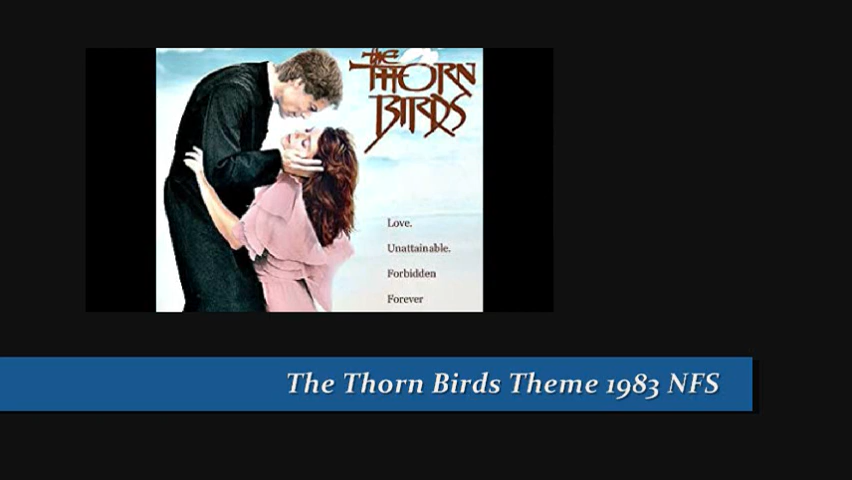 the
THORN
BIRDS
Love.
Unattainable.
Forbidden
Forever
The Thorn Birds Theme 1983 NFS